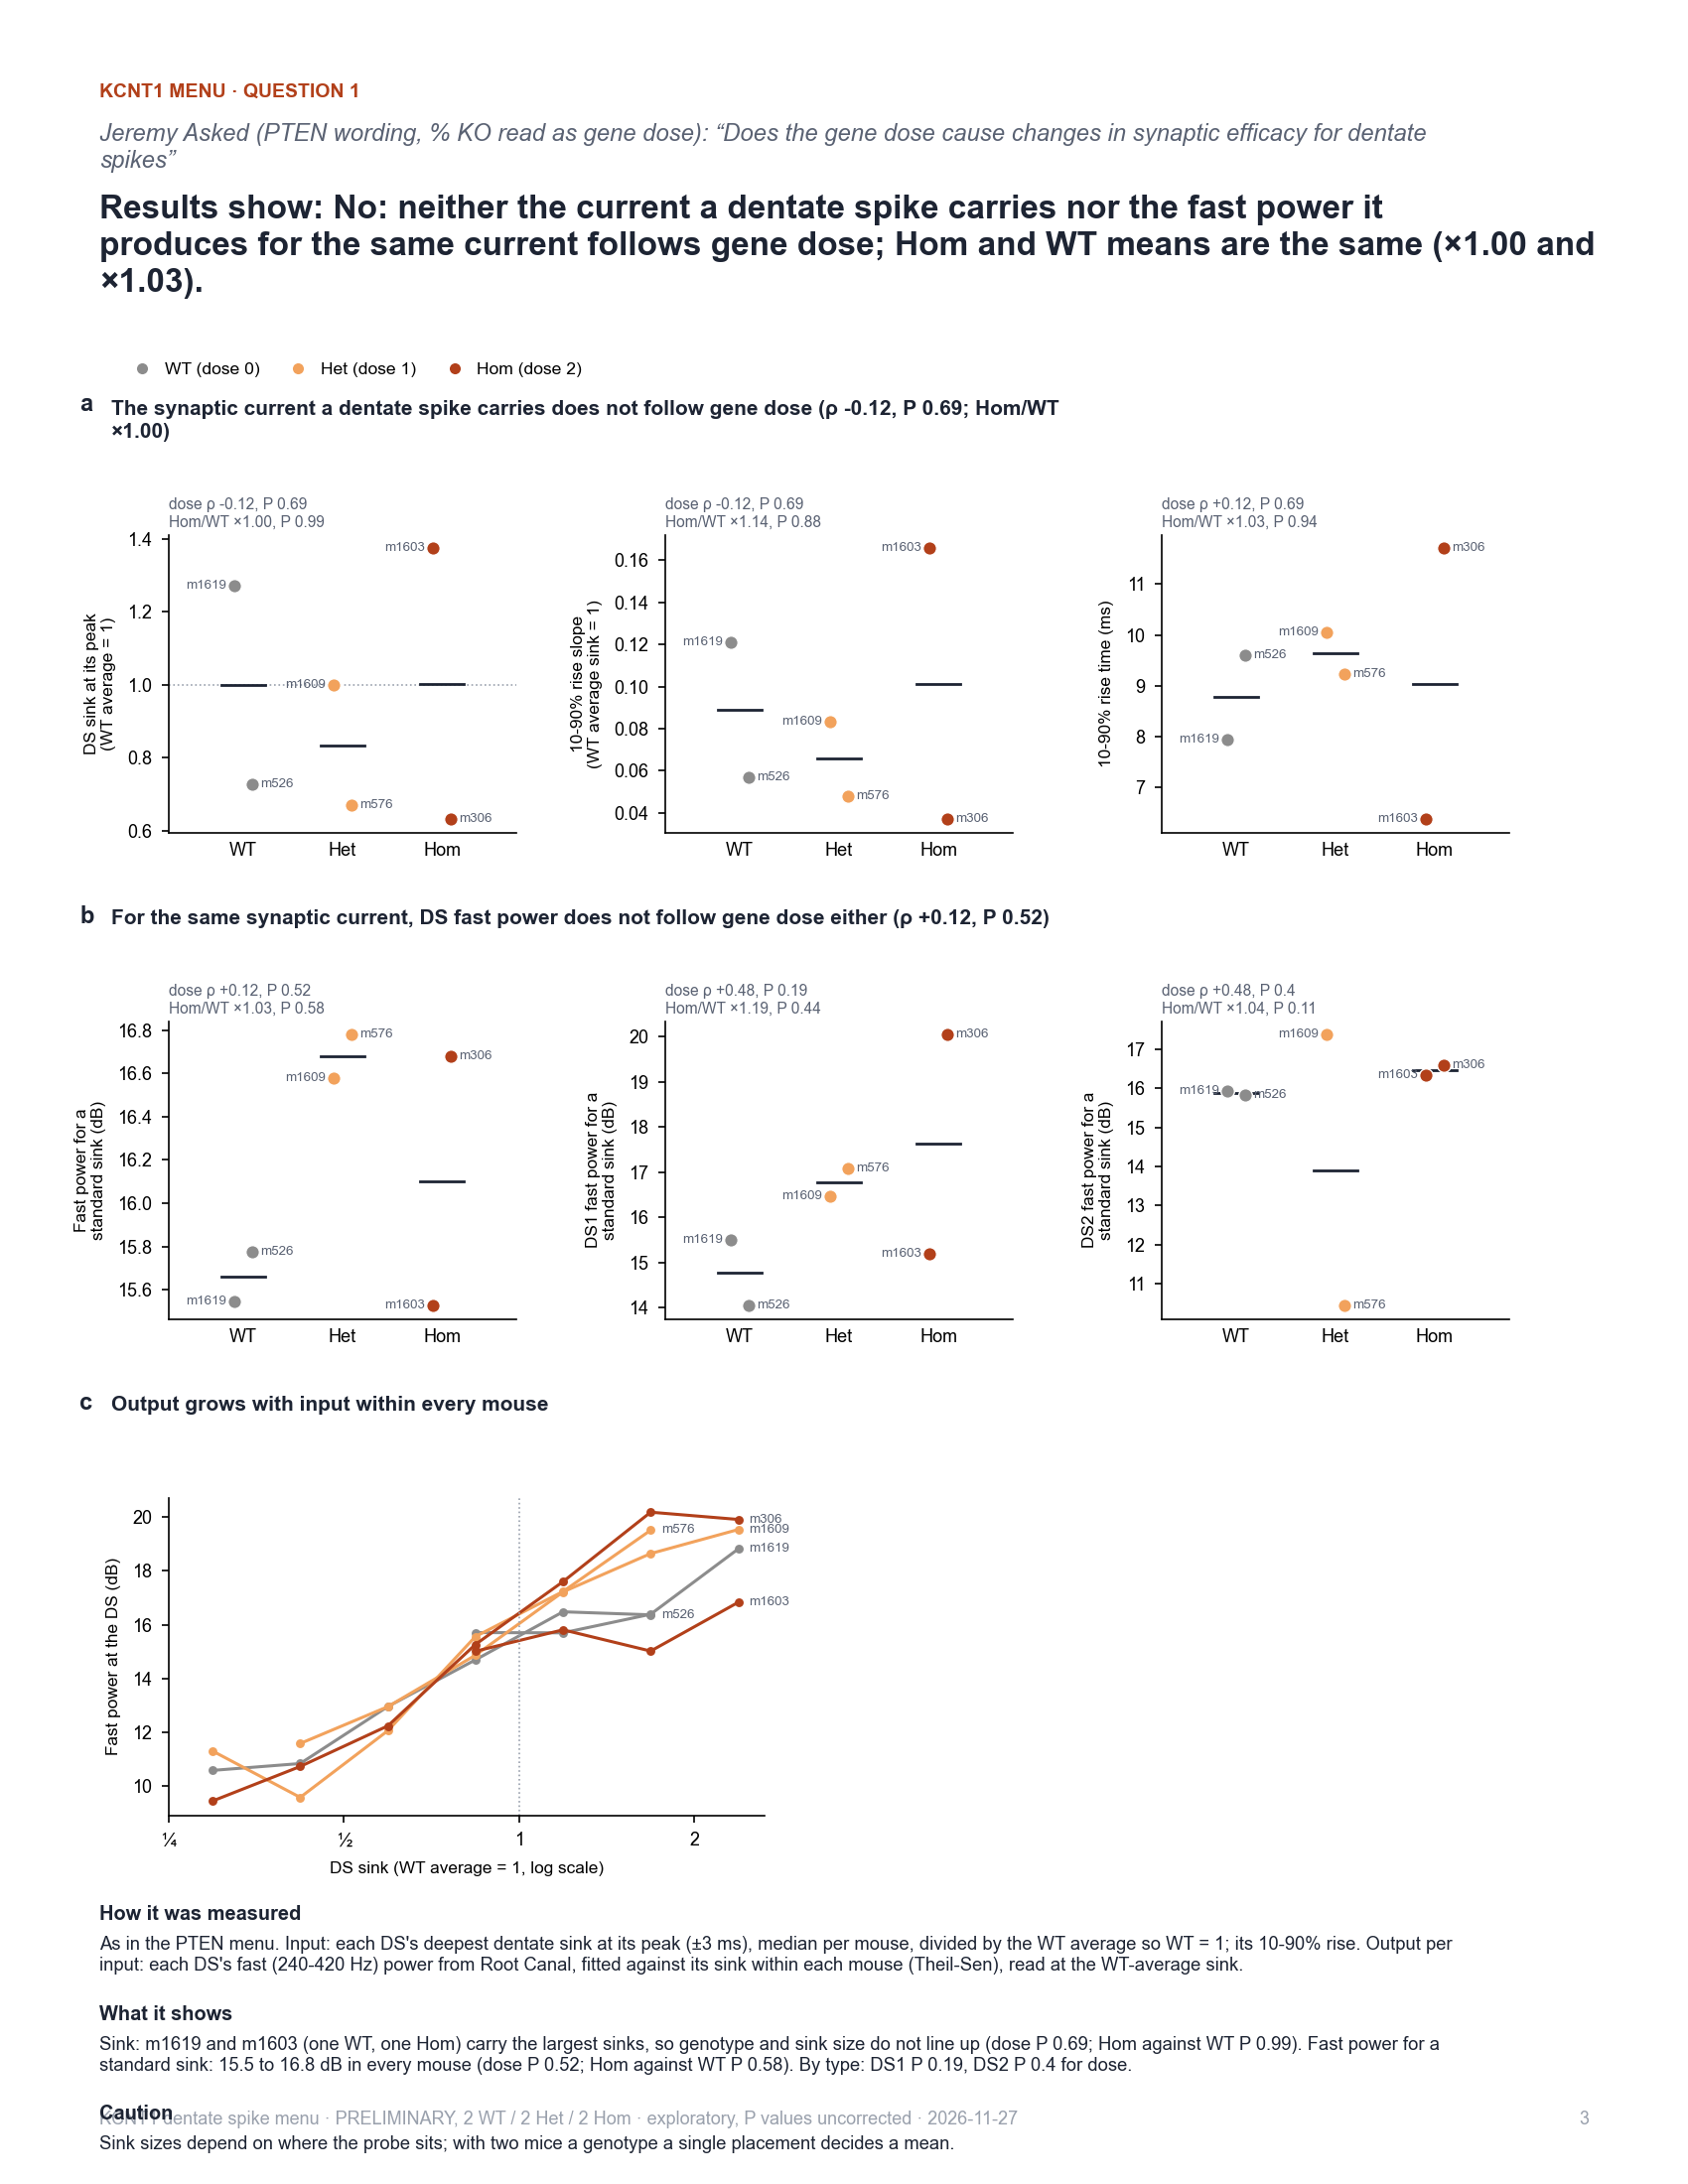 KCNT1 MENU · QUESTION 1
Jeremy Asked (PTEN wording, % KO read as gene dose): “Does the gene dose cause changes in synaptic efficacy for dentate
spikes”
Results show: No: neither the current a dentate spike carries nor the fast power it
produces for the same current follows gene dose; Hom and WT means are the same (×1.00 and
×1.03).
WT (dose 0)
Het (dose 1)
Hom (dose 2)
a
The synaptic current a dentate spike carries does not follow gene dose (ρ -0.12, P 0.69; Hom/WT
×1.00)
dose ρ -0.12, P 0.69
Hom/WT ×1.00, P 0.99
DS sink at its peak
(WT average = 1)
1.4
1.2
1.0
0.8
0.6
m1603
m1619
m1609
m526
m576
m306
WT
Het
Hom
dose ρ -0.12, P 0.69
Hom/WT ×1.14, P 0.88
10-90% rise slope
(WT average sink = 1)
0.16
0.14
0.12
0.10
0.08
0.06
0.04
m1603
m1619
m1609
m526
m576
m306
WT
Het
Hom
dose ρ +0.12, P 0.69
Hom/WT ×1.03, P 0.94
10-90% rise time (ms)
11
10
9
8
7
m306
m1609
m526
m576
m1619
m1603
WT
Het
Hom
b
For the same synaptic current, DS fast power does not follow gene dose either (ρ +0.12, P 0.52)
dose ρ +0.12, P 0.52
Hom/WT ×1.03, P 0.58
Fast power for a
standard sink (dB)
16.8
16.6
16.4
16.2
16.0
15.8
15.6
m576
m306
m1609
m526
m1619
m1603
WT
Het
Hom
dose ρ +0.48, P 0.19
Hom/WT ×1.19, P 0.44
DS1 fast power for a
standard sink (dB)
20
19
18
17
16
15
14
m306
m576
m1609
m1619
m1603
m526
WT
Het
Hom
dose ρ +0.48, P 0.4
Hom/WT ×1.04, P 0.11
DS2 fast power for a
standard sink (dB)
17
16
15
14
13
12
11
m1609
m306
m1603
m1619
m526
m576
WT
Het
Hom
c
Output grows with input within every mouse
Fast power at the DS (dB)
20
18
16
14
12
10
m306
m576
m1609
m1619
m526
m1603
¼
½
1
2
DS sink (WT average = 1, log scale)
How it was measured
As in the PTEN menu. Input: each DS's deepest dentate sink at its peak (±3 ms), median per mouse, divided by the WT average so WT = 1; its 10-90% rise. Output per
input: each DS's fast (240-420 Hz) power from Root Canal, fitted against its sink within each mouse (Theil-Sen), read at the WT-average sink.
What it shows
Sink: m1619 and m1603 (one WT, one Hom) carry the largest sinks, so genotype and sink size do not line up (dose P 0.69; Hom against WT P 0.99). Fast power for a
standard sink: 15.5 to 16.8 dB in every mouse (dose P 0.52; Hom against WT P 0.58). By type: DS1 P 0.19, DS2 P 0.4 for dose.
Caution
KCNT1 dentate spike menu · PRELIMINARY, 2 WT / 2 Het / 2 Hom · exploratory, P values uncorrected · 2026-11-27
3
Sink sizes depend on where the probe sits; with two mice a genotype a single placement decides a mean.